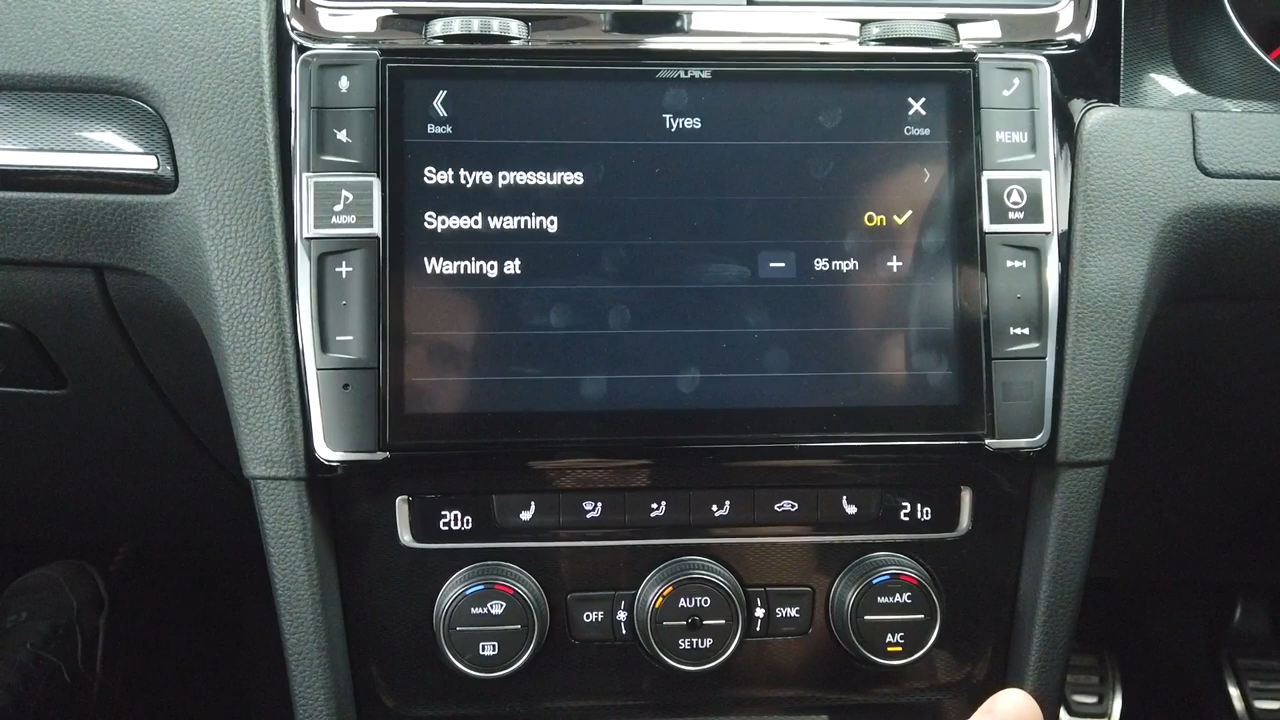 ALPINE
Back
Tyres
Close
Set tyre pressures
Speed warning
On
Warning at
95 mph
AUDIO
MENU
NAV
20.0
21.0
MAX
OFF
AUTO
SETUP
SYNC
MAX A/C
A/C